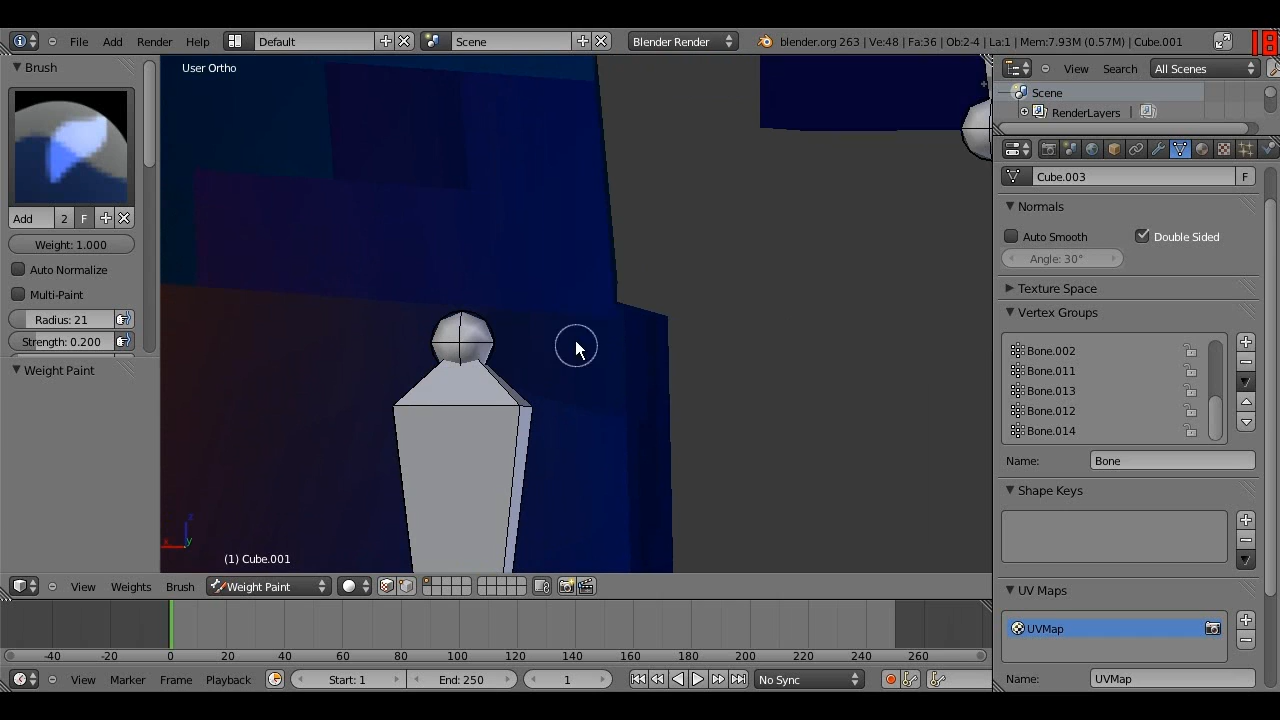 File Add Render Help Default Scene Blender Render blender.org 263 | Ve:48 | Fa:36 | Ob:2-4 | La:1 | Mem:7.93M (0.57M) | Cube.001
Brush
User Ortho
View Search All Scenes
Scene
RenderLayers
Cube.003 F
Normals
Add 2 F
Auto Smooth Double Sided
Weight: 1.000
Angle: 30°
Auto Normalize
Texture Space
Multi-Paint
Vertex Groups
Radius: 21
Strength: 0.200
Bone.002
Weight Paint
Bone.011
Bone.013
Bone.012
Bone.014
Name: Bone
Shape Keys
x z y
(1) Cube.001
View Weights Brush Weight Paint
UV Maps
UVMap
-40 -20 0 20 40 60 80 100 120 140 160 180 200 220 240 260
View Marker Frame Playback Start: 1 End: 250 1 No Sync
Name: UVMap